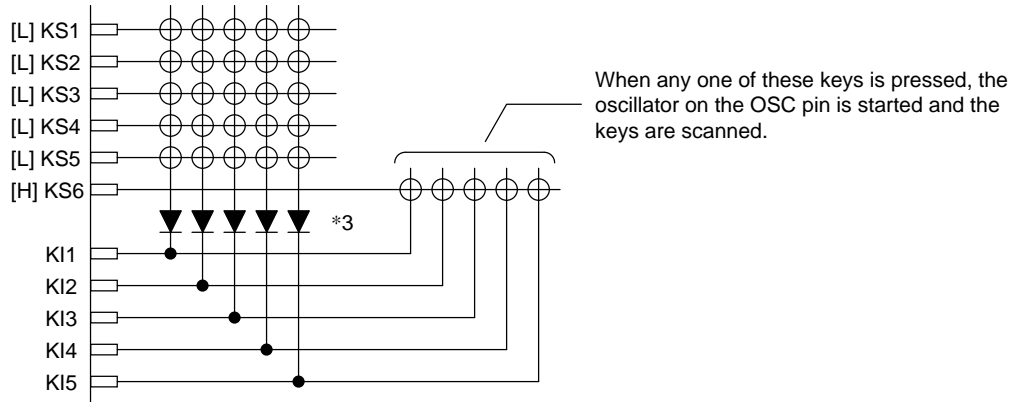 [L] KS1
[L] KS2
[L] KS3
[L] KS4
[L] KS5
[H] KS6
When any one of these keys is pressed, the
oscillator on the OSC pin is started and the
keys are scanned.
*3
KI1
KI2
KI3
KI4
KI5